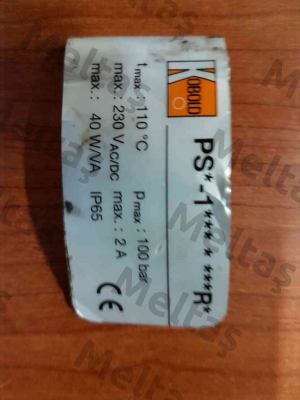 KOBOLD
PS*-1**** ***R*
tmax : 110 °C pmax : 100 bar
max. : 230 VAC/DC max. : 2 A
max. : 40 W/VA IP65
CE
Meltaş